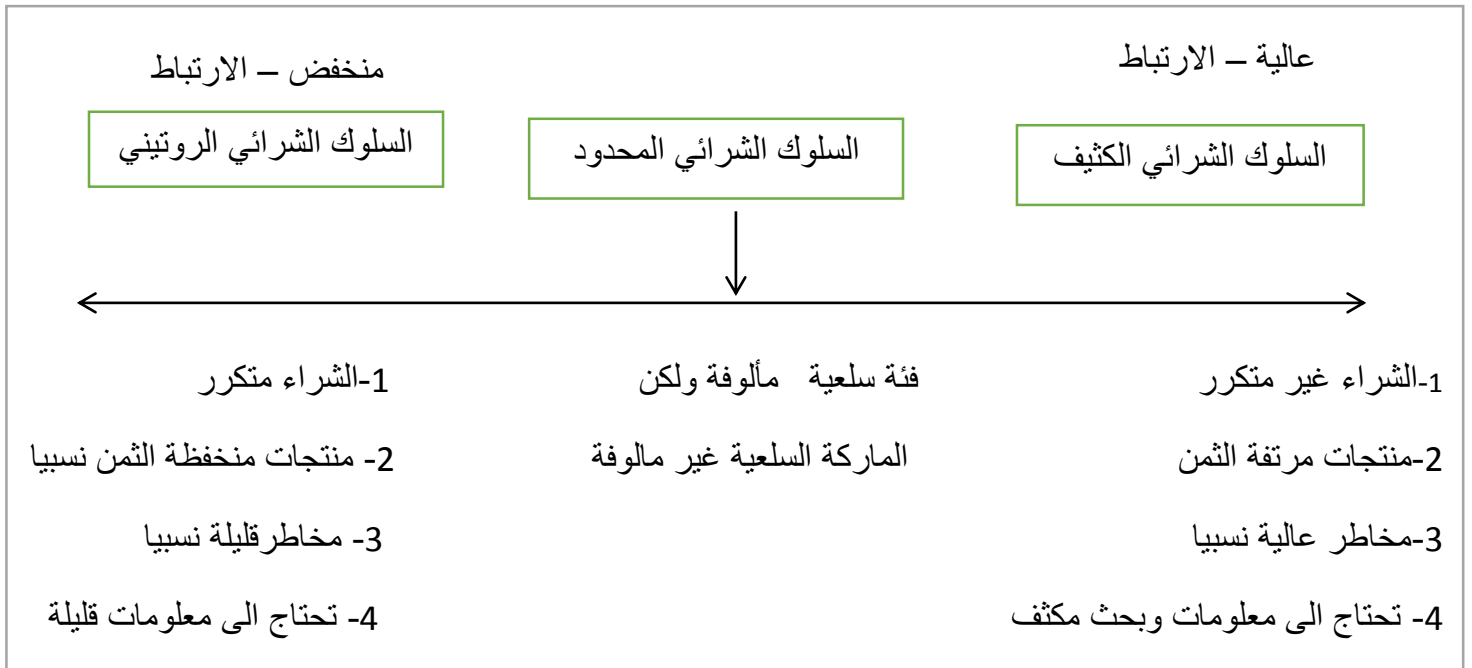 عالية – الارتباط
منخفض – الارتباط
السلوك الشرائي الكثيف
السلوك الشرائي المحدود
السلوك الشرائي الروتيني
1-الشراء غير متكرر
2-منتجات مرتفة الثمن
3-مخاطر عالية نسبيا
4- تحتاج الى معلومات وبحث مكثف
فئة سلعية مألوفة ولكن
الماركة السلعية غير مالوفة
1-الشراء متكرر
2- منتجات منخفظة الثمن نسبيا
3- مخاطرقليلة نسبيا
4- تحتاج الى معلومات قليلة